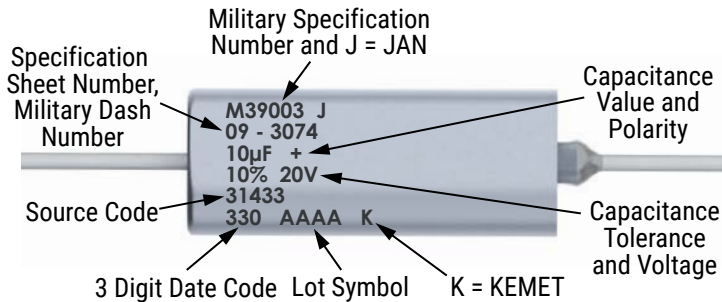 Military Specification
Number and J = JAN
Specification
Sheet Number,
Military Dash
Number
Capacitance
Value and
Polarity
M39003 J
09 - 3074
10µF +
10% 20V
31433
330 AAAA K
Source Code
Capacitance
Tolerance
and Voltage
3 Digit Date Code
Lot Symbol
K = KEMET